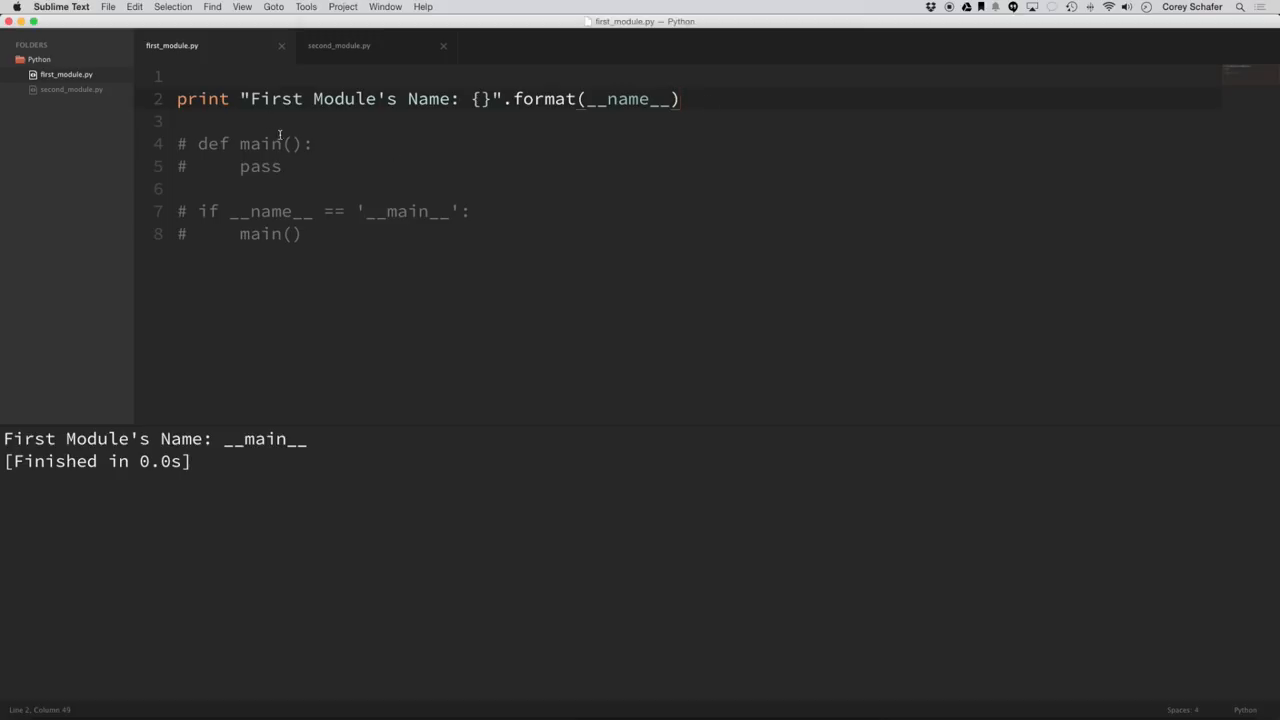 Sublime Text File Edit Selection Find View Goto Tools Project Window Help Corey Schafer
first_module.py — Python
FOLDERS
Python
first_module.py
second_module.py
first_module.py second_module.py
1
2 print "First Module's Name: {}".format(__name__)
3
4 # def main():
5 #     pass
6
7 # if __name__ == '__main__':
8 #     main()
First Module's Name: __main__
[Finished in 0.0s]
Line 2, Column 49 Spaces: 4 Python